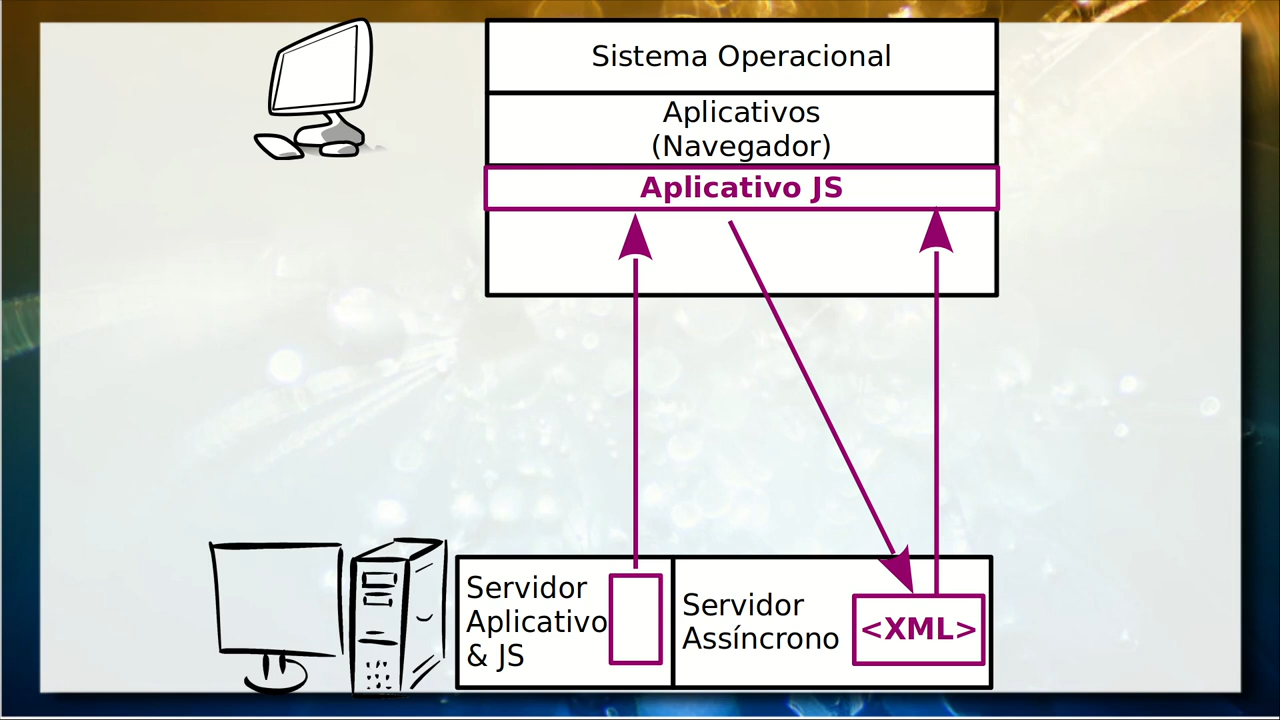 Sistema Operacional
Aplicativos
(Navegador)
Aplicativo JS
Servidor
Aplicativo
& JS
Servidor
Assíncrono
<XML>